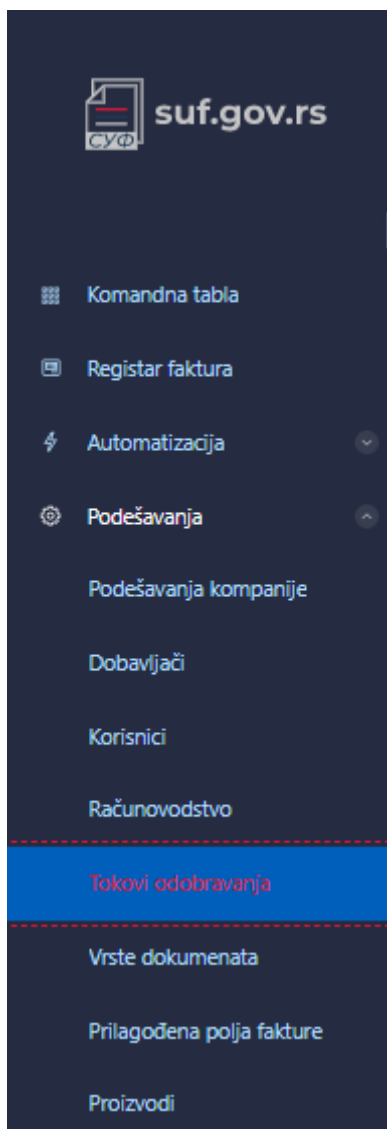 СУФ
suf.gov.rs
Komandna tabla
Registar faktura
Automatizacija
Podešavanja
Podešavanja kompanije
Dobavljači
Korisnici
Računovodstvo
Tokovi odobravanja
Vrste dokumenata
Prilagođena polja fakture
Proizvodi